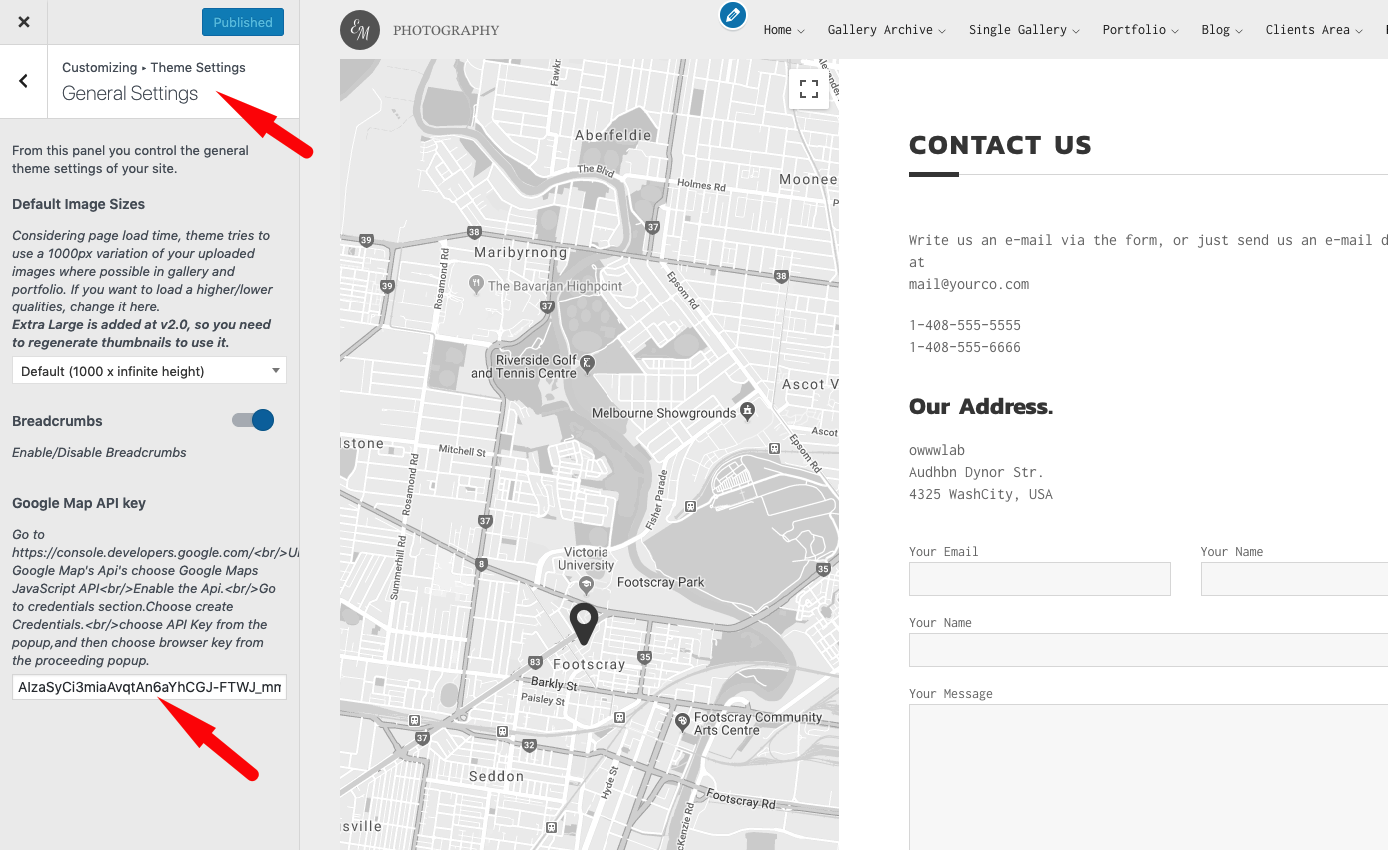 Published
Customizing ▸ Theme Settings
General Settings
From this panel you control the general
theme settings of your site.
Default Image Sizes
Considering page load time, theme tries to
use a 1000px variation of your uploaded
images where possible in gallery and
portfolio. If you want to load a higher/lower
qualities, change it here.
Extra Large is added at v2.0, so you need
to regenerate thumbnails to use it.
Default (1000 x infinite height)
Breadcrumbs
Enable/Disable Breadcrumbs
Google Map API key
Go to
https://console.developers.google.com/<br/>U
Google Map's Api's choose Google Maps
JavaScript API<br/>Enable the Api.<br/>Go
to credentials section.Choose create
Credentials.<br/>choose API Key from the
popup,and then choose browser key from
the proceeding popup.
AIzaSyCi3miaAvqtAn6aYhCGJ-FTWJ_mm
EM
PHOTOGRAPHY
Home
Gallery Archive
Single Gallery
Portfolio
Blog
Clients Area
Aberfeldie
The Blvd
Holmes Rd
Moonee
39
38
37
Maribyrnong
39
Rosamond Rd
The Bavarian Highpoint
38
37
Epsom Rd
Riverside Golf
and Tennis Centre
Ascot V
Melbourne Showgrounds
Ascot
lstone
Mitchell St
Epsom Rd
Rosamond Rd
Fisher Parade
37
Summerhill Rd
8
Victoria
University
35
Footscray Park
83
Footscray
35
Barkly St
Paisley St
Footscray Community
Arts Centre
37
32
Seddon
Hyde St
Footscray Rd
cKenzie Rd
sville
CONTACT US
Write us an e-mail via the form, or just send us an e-mail d
at
mail@yourco.com
1-408-555-5555
1-408-555-6666
Our Address.
owwwlab
Audhbn Dynor Str.
4325 WashCity, USA
Your Email
Your Name
Your Name
Your Message